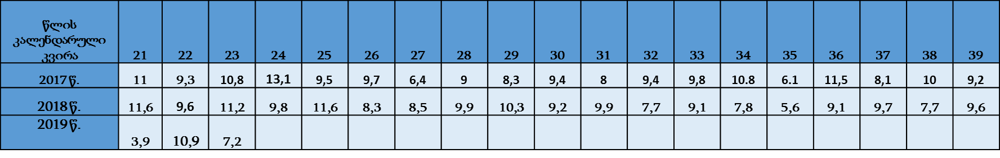 წლის
კალენდარული
კვირა 21 22 23 24 25 26 27 28 29 30 31 32 33 34 35 36 37 38 39
2017 წ. 11 9,3 10,8 13,1 9,5 9,7 6,4 9 8,3 9,4 8 9,4 9,8 10.8 6.1 11,5 8,1 10 9,2
2018 წ. 11,6 9,6 11,2 9,8 11,6 8,3 8,5 9,9 10,3 9,2 9,9 7,7 9,1 7,8 5,6 9,1 9,7 7,7 9,6
2019 წ.
3,9 10,9 7,2